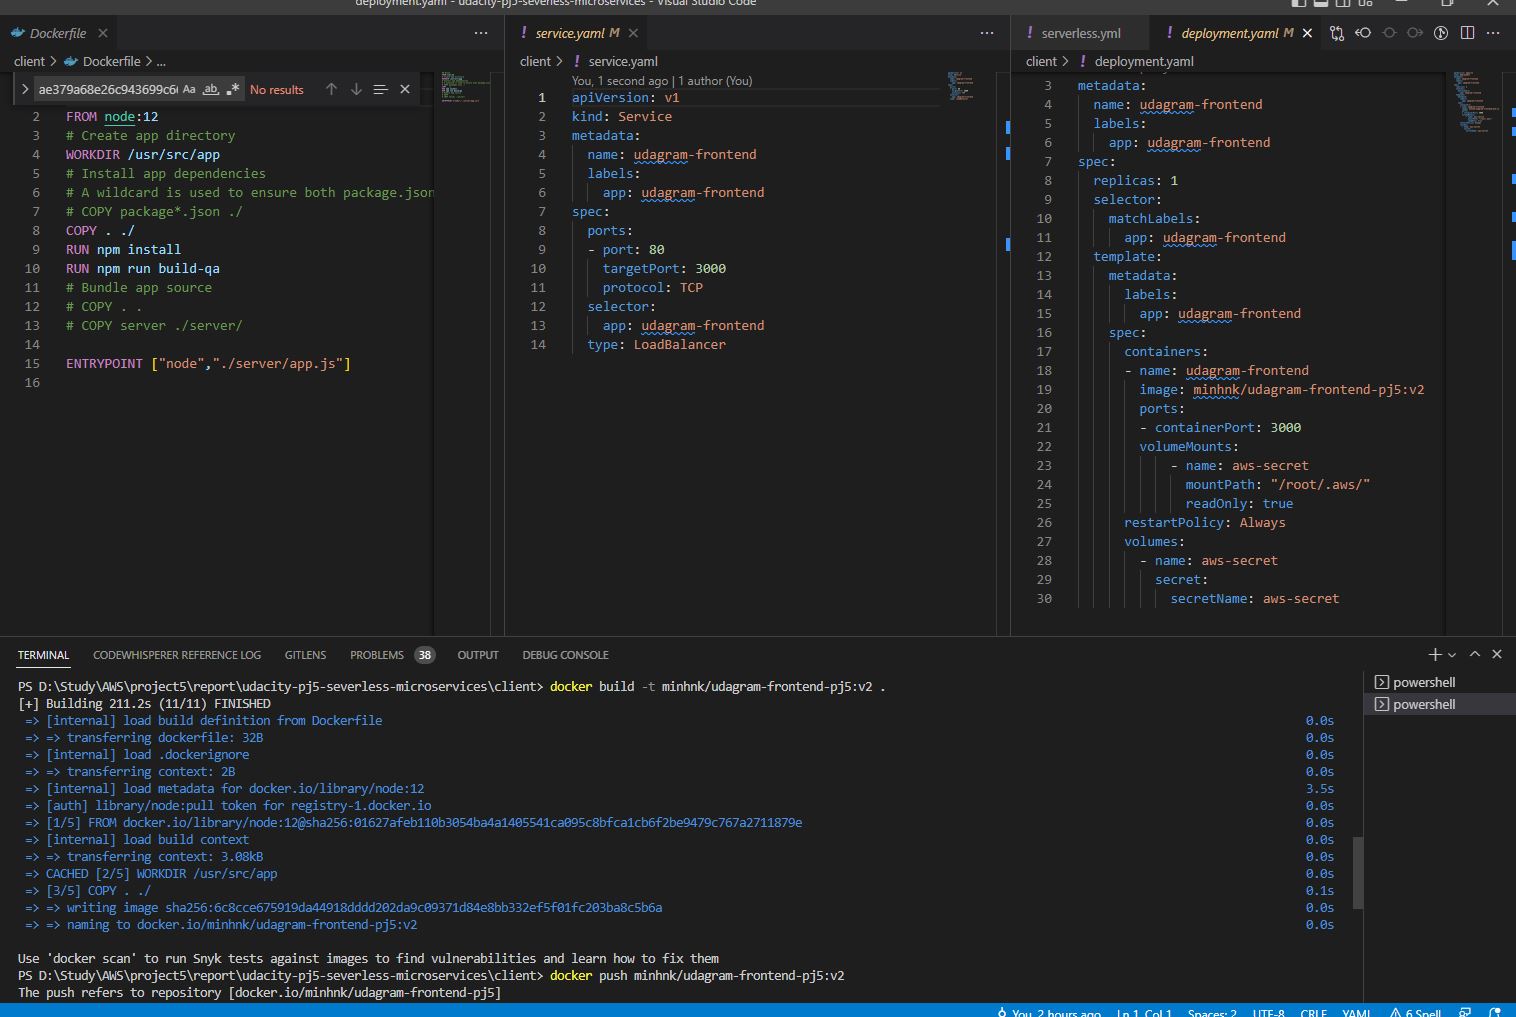 deployment.yaml - udacity-pj5-severless-microservices - Visual Studio Code
Dockerfile
client > Dockerfile > ...
Aa ab .* No results
2 FROM node:12
3 # Create app directory
4 WORKDIR /usr/src/app
5 # Install app dependencies
6 # A wildcard is used to ensure both package.json
7 # COPY package*.json ./
8 COPY . ./
9 RUN npm install
10 RUN npm run build-qa
11 # Bundle app source
12 # COPY . .
13 # COPY server ./server/
14
15 ENTRYPOINT ["node","./server/app.js"]
16
service.yaml M
client > service.yaml
You, 1 second ago | 1 author (You)
1 apiVersion: v1
2 kind: Service
3 metadata:
4 name: udagram-frontend
5 labels:
6 app: udagram-frontend
7 spec:
8 ports:
9 - port: 80
10 targetPort: 3000
11 protocol: TCP
12 selector:
13 app: udagram-frontend
14 type: LoadBalancer
serverless.yml
deployment.yaml M
client > deployment.yaml
3 metadata:
4 name: udagram-frontend
5 labels:
6 app: udagram-frontend
7 spec:
8 replicas: 1
9 selector:
10 matchLabels:
11 app: udagram-frontend
12 template:
13 metadata:
14 labels:
15 app: udagram-frontend
16 spec:
17 containers:
18 - name: udagram-frontend
19 image: minhnk/udagram-frontend-pj5:v2
20 ports:
21 - containerPort: 3000
22 volumeMounts:
23 - name: aws-secret
24 mountPath: "/root/.aws/"
25 readOnly: true
26 restartPolicy: Always
27 volumes:
28 - name: aws-secret
29 secret:
30 secretName: aws-secret
TERMINAL CODEWHISPERER REFERENCE LOG GITLENS PROBLEMS 38 OUTPUT DEBUG CONSOLE
PS D:\Study\AWS\project5\report\udacity-pj5-severless-microservices\client> docker build -t minhnk/udagram-frontend-pj5:v2 .
[+] Building 211.2s (11/11) FINISHED
=> [internal] load build definition from Dockerfile 0.0s
=> => transferring dockerfile: 32B 0.0s
=> [internal] load .dockerignore 0.0s
=> => transferring context: 2B 0.0s
=> [internal] load metadata for docker.io/library/node:12 3.5s
=> [auth] library/node:pull token for registry-1.docker.io 0.0s
=> [1/5] FROM docker.io/library/node:12@sha256:01627afeb110b3054ba4a1405541ca095c8bfca1cb6f2be9479c767a2711879e 0.0s
=> [internal] load build context 0.0s
=> => transferring context: 3.08kB 0.0s
=> CACHED [2/5] WORKDIR /usr/src/app 0.0s
=> [3/5] COPY . ./ 0.1s
=> => writing image sha256:6c8cce675919da44918dddd202da9c09371d84e8bb332ef5f01fc203ba8c5b6a 0.0s
=> => naming to docker.io/minhnk/udagram-frontend-pj5:v2 0.0s
Use 'docker scan' to run Snyk tests against images to find vulnerabilities and learn how to fix them
PS D:\Study\AWS\project5\report\udacity-pj5-severless-microservices\client> docker push minhnk/udagram-frontend-pj5:v2
The push refers to repository [docker.io/minhnk/udagram-frontend-pj5]
powershell
powershell
You, 2 hours ago Ln 1, Col 1 Spaces: 2 UTF-8 CRLF YAML 6 Spell